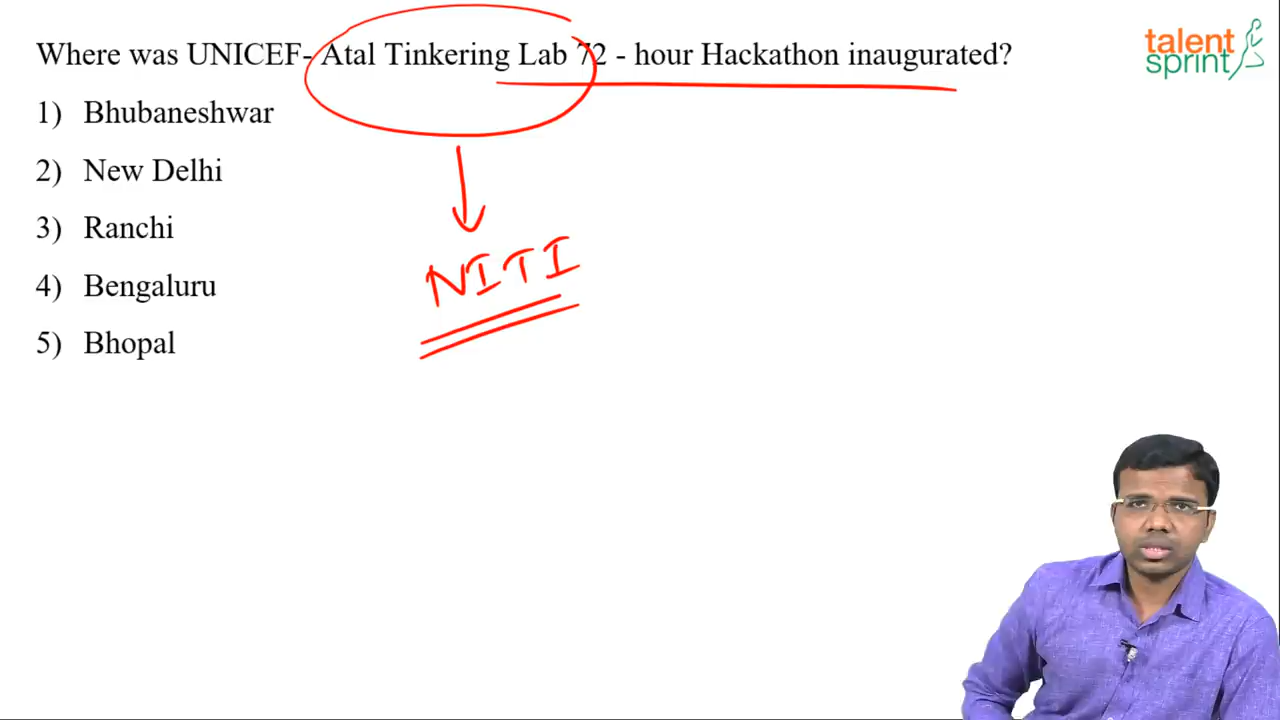 Where was UNICEF- Atal Tinkering Lab 72 - hour Hackathon inaugurated?
talent
sprint
1) Bhubaneshwar
2) New Delhi
3) Ranchi
NITI
4) Bengaluru
5) Bhopal